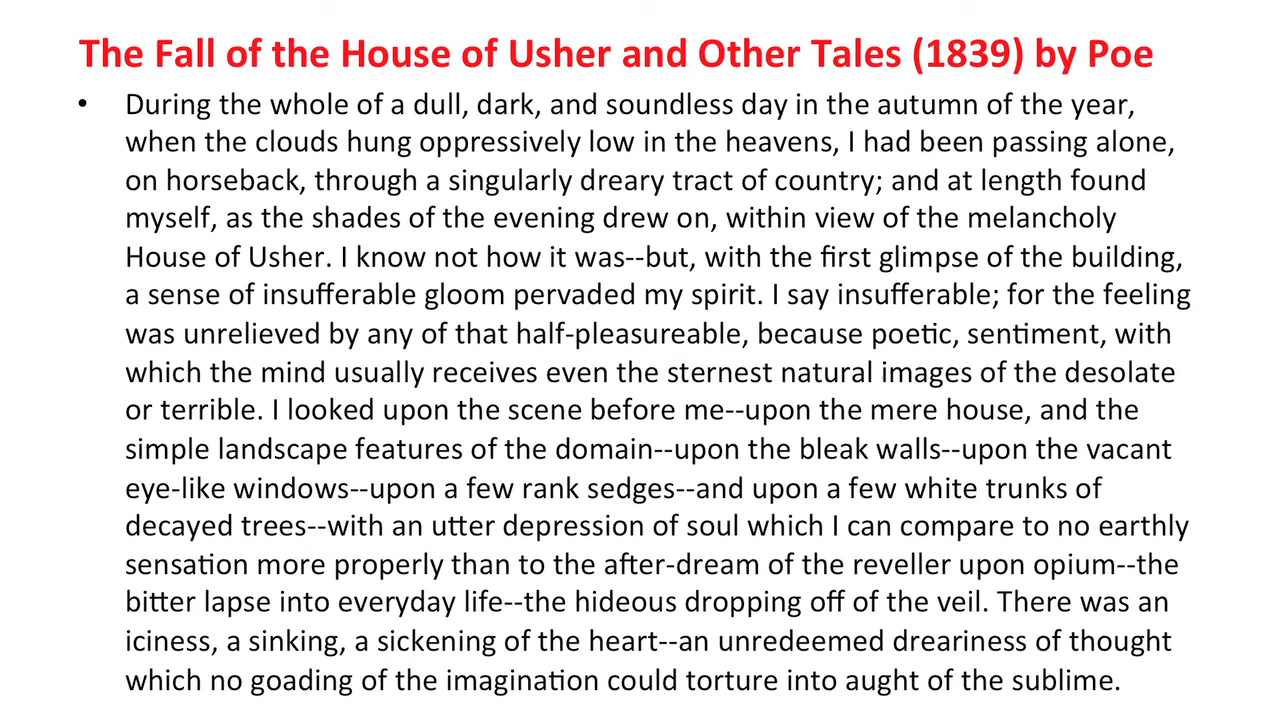 The Fall of the House of Usher and Other Tales (1839) by Poe
• During the whole of a dull, dark, and soundless day in the autumn of the year,
when the clouds hung oppressively low in the heavens, I had been passing alone,
on horseback, through a singularly dreary tract of country; and at length found
myself, as the shades of the evening drew on, within view of the melancholy
House of Usher. I know not how it was--but, with the first glimpse of the building,
a sense of insufferable gloom pervaded my spirit. I say insufferable; for the feeling
was unrelieved by any of that half-pleasureable, because poetic, sentiment, with
which the mind usually receives even the sternest natural images of the desolate
or terrible. I looked upon the scene before me--upon the mere house, and the
simple landscape features of the domain--upon the bleak walls--upon the vacant
eye-like windows--upon a few rank sedges--and upon a few white trunks of
decayed trees--with an utter depression of soul which I can compare to no earthly
sensation more properly than to the after-dream of the reveller upon opium--the
bitter lapse into everyday life--the hideous dropping off of the veil. There was an
iciness, a sinking, a sickening of the heart--an unredeemed dreariness of thought
which no goading of the imagination could torture into aught of the sublime.